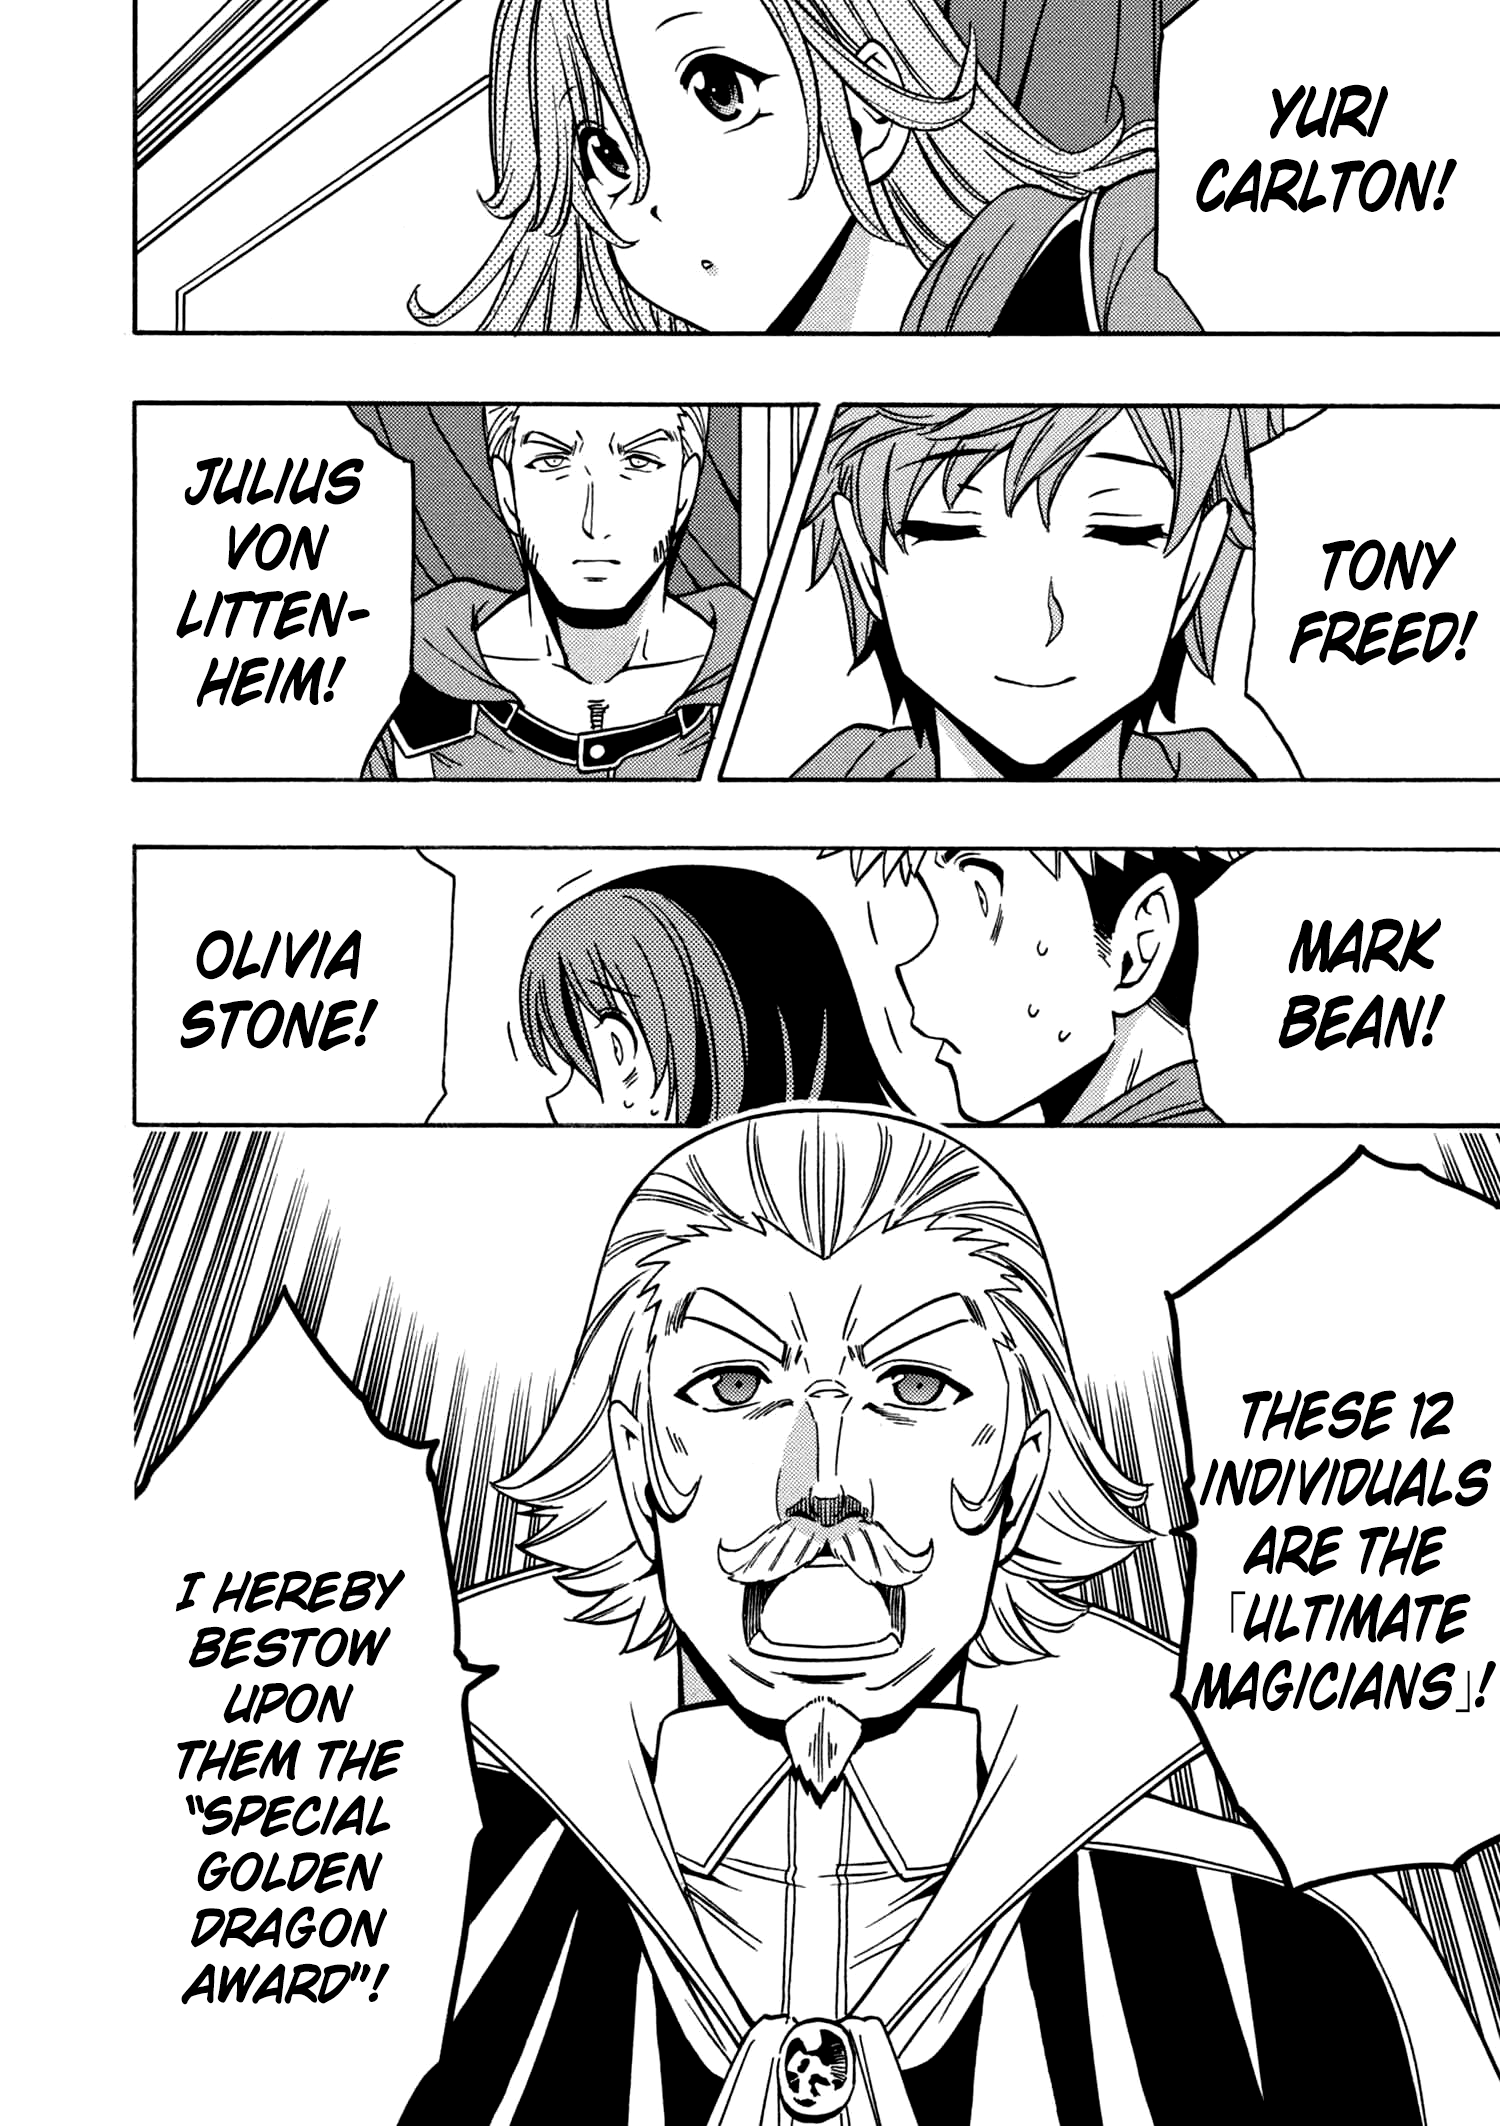 YURI
CARLTON!
TONY
FREED!
JULIUS
VON
LITTEN-
HEIM!
MARK
BEAN!
OLIVIA
STONE!
THESE 12
INDIVIDUALS
ARE THE
「ULTIMATE
MAGICIANS」!
I HEREBY
BESTOW
UPON
THEM THE
"SPECIAL
GOLDEN
DRAGON
AWARD"!